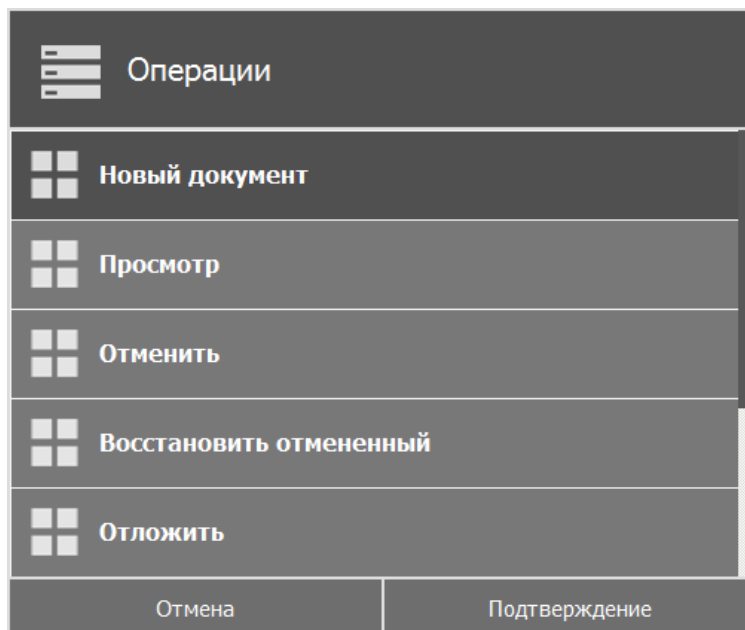 Операции
Новый документ
Просмотр
Отменить
Восстановить отмененный
Отложить
Отмена
Подтверждение